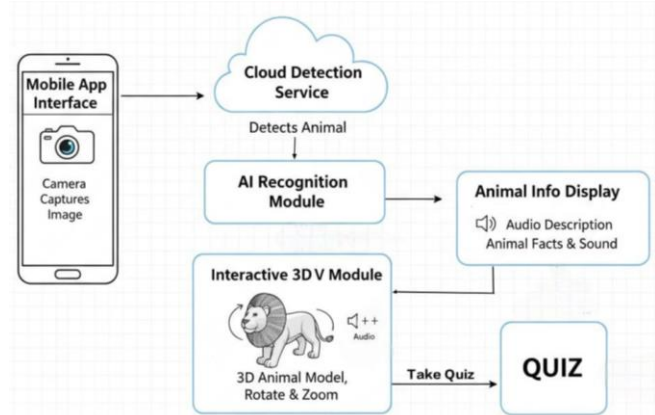 Mobile App
Interface
Camera
Captures
Image
Cloud Detection
Service
Detects Animal
AI Recognition
Module
Animal Info Display
Audio Description
Animal Facts & Sound
Interactive 3D V Module
++
Audio
3D Animal Model,
Rotate & Zoom
Take Quiz
QUIZ